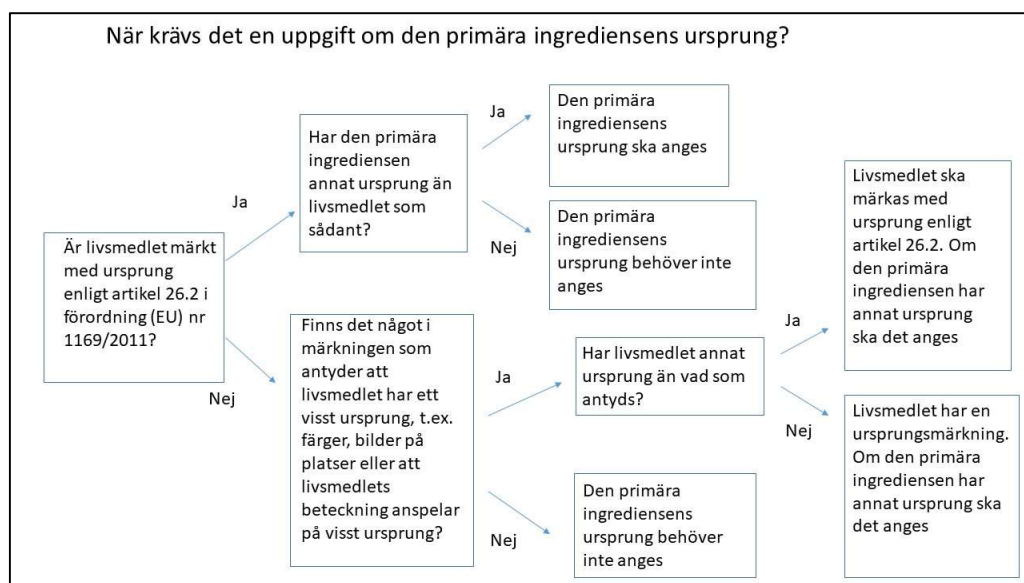 När krävs det en uppgift om den primära ingrediensens ursprung?
Är livsmedlet märkt
med ursprung
enligt artikel 26.2 i
förordning (EU) nr
1169/2011?
Ja
Har den primära
ingrediensen
annat ursprung än
livsmedlet som
sådant?
Ja
Den primära
ingrediensens
ursprung ska anges
Nej
Den primära
ingrediensens
ursprung behöver inte
anges
Nej
Finns det något i
märkningen som
antyder att
livsmedlet har ett
visst ursprung, t.ex.
färger, bilder på
platser eller att
livsmedlets
beteckning anspelar
på visst ursprung?
Ja
Har livsmedlet annat
ursprung än vad som
antyds?
Ja
Livsmedlet ska
märkas med
ursprung enligt
artikel 26.2. Om
den primära
ingrediensen har
annat ursprung
ska det anges
Nej
Livsmedlet har en
ursprungsmärkning.
Om den primära
ingrediensen har
annat ursprung ska
det anges
Nej
Den primära
ingrediensens
ursprung behöver
inte anges